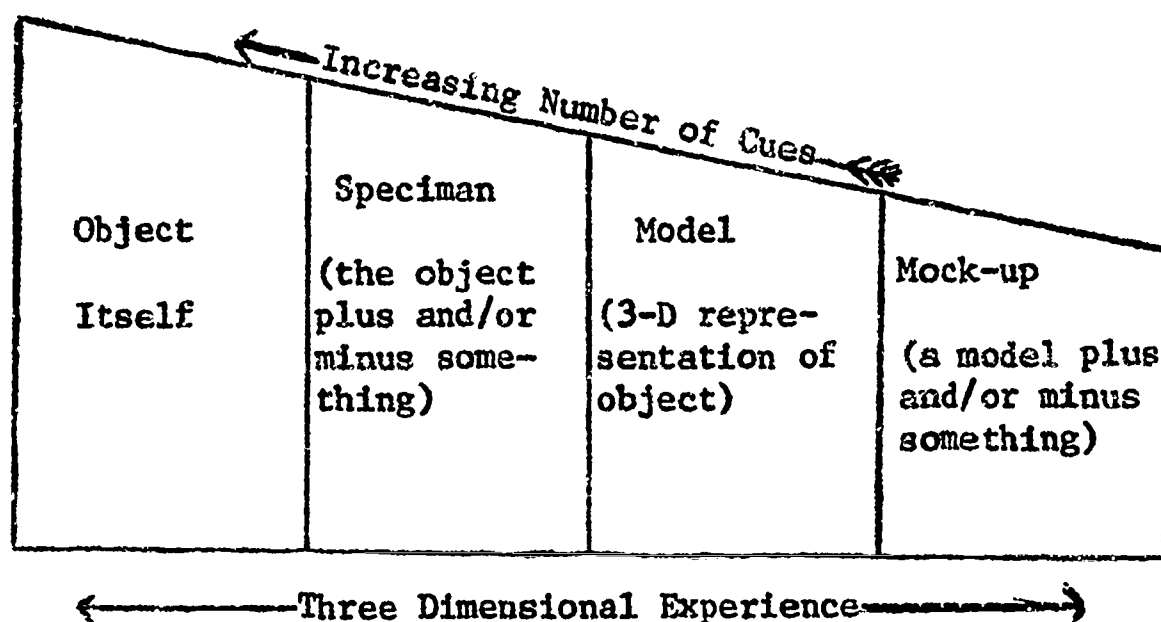 Increasing Number of Cues
Object
Itself
Speciman
(the object
plus and/or
minus some-
thing)
Model
(3-D repre-
sentation of
object)
Mock-up
(a model plus
and/or minus
something)
Three Dimensional Experience